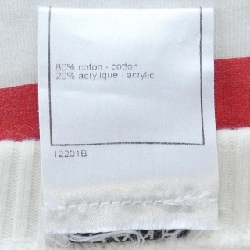 80% coton - cotton
20% acrylique - acrylic
12201B